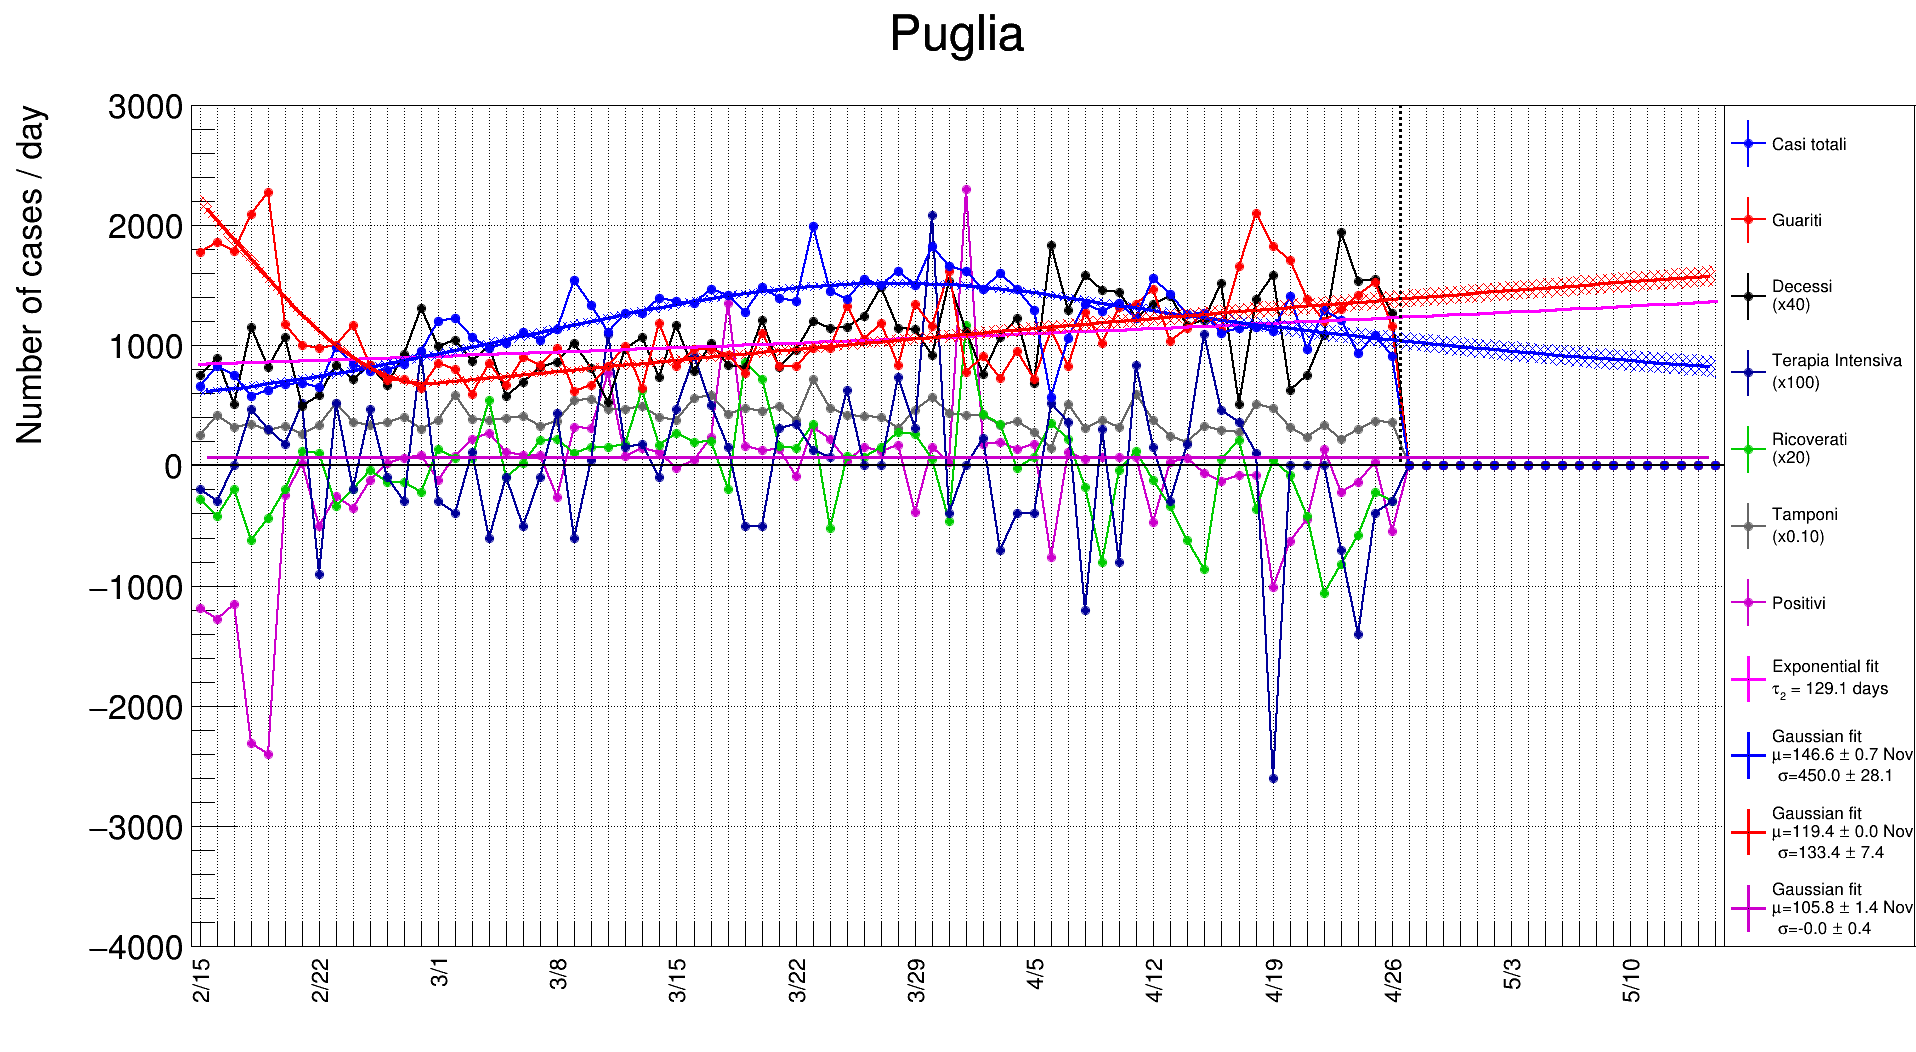 Puglia
Number of cases / day
3000
2000
1000
0
−1000
−2000
−3000
−4000
2/15
2/22
3/1
3/8
3/15
3/22
3/29
4/5
4/12
4/19
4/26
5/3
5/10
Casi totali
Guariti
Decessi
(x40)
Terapia Intensiva
(x100)
Ricoverati
(x20)
Tamponi
(x0.10)
Positivi
Exponential fit
τ2 = 129.1 days
Gaussian fit
μ=146.6 ± 0.7 Nov
σ=450.0 ± 28.1
Gaussian fit
μ=119.4 ± 0.0 Nov
σ=133.4 ± 7.4
Gaussian fit
μ=105.8 ± 1.4 Nov
σ=-0.0 ± 0.4